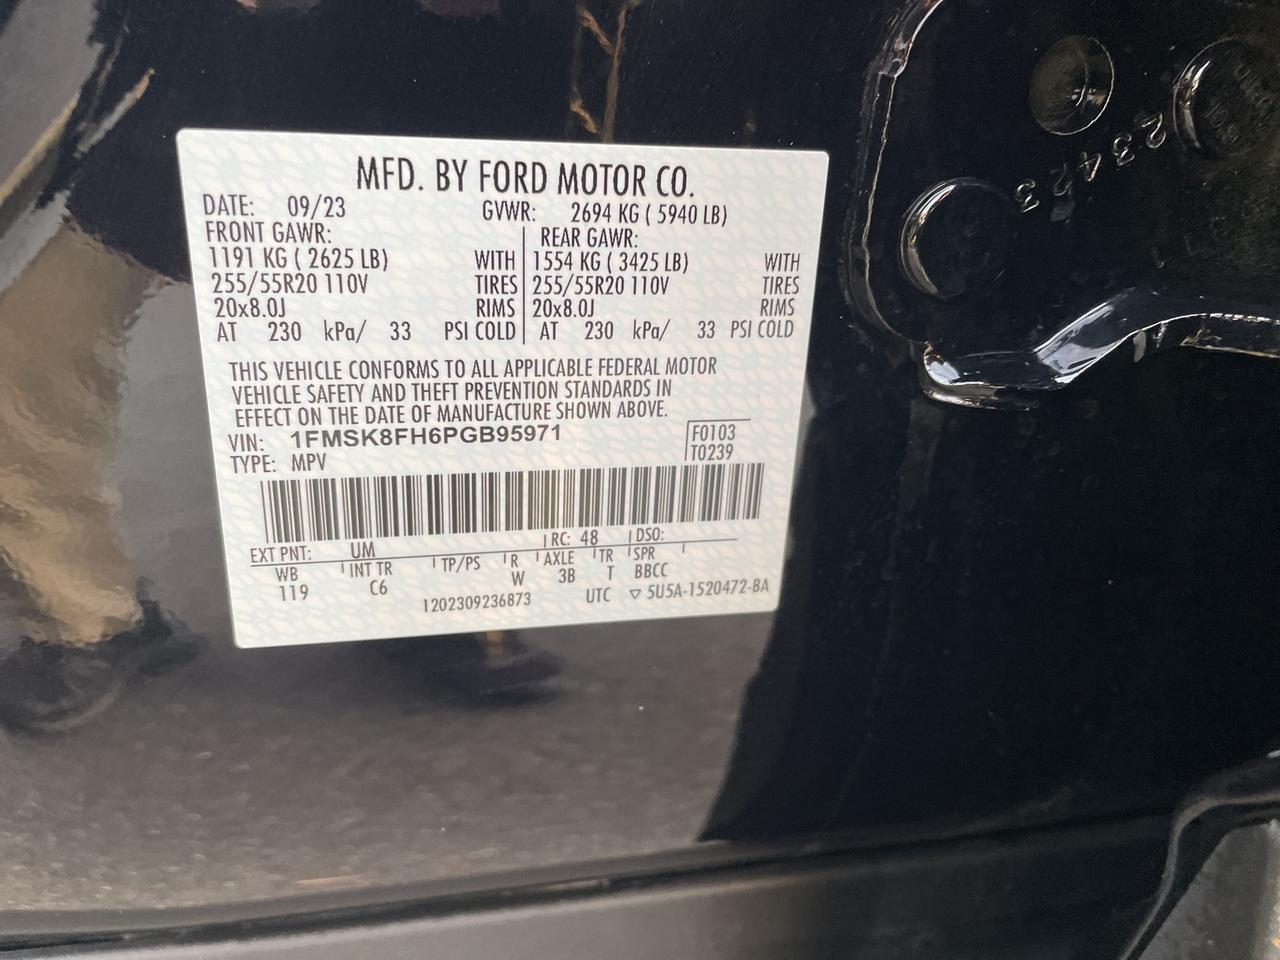 MFD. BY FORD MOTOR CO.
DATE: 09/23 GVWR: 2694 KG ( 5940 LB)
FRONT GAWR: REAR GAWR:
1191 KG ( 2625 LB) WITH 1554 KG ( 3425 LB) WITH
255/55R20 110V TIRES 255/55R20 110V TIRES
20x8.0J RIMS 20x8.0J RIMS
AT 230 kPa/ 33 PSI COLD AT 230 kPa/ 33 PSI COLD
THIS VEHICLE CONFORMS TO ALL APPLICABLE FEDERAL MOTOR
VEHICLE SAFETY AND THEFT PREVENTION STANDARDS IN
EFFECT ON THE DATE OF MANUFACTURE SHOWN ABOVE.
VIN: 1FMSK8FH6PGB95971 F0103
TYPE: MPV T0239
EXT PNT: UM RC: 48 DSO:
WB INT TR TP/PS R AXLE TR SPR
119 C6 W 3B T BBCC
1202309236873 UTC ▽ 5U5A-1520472-BA
23423